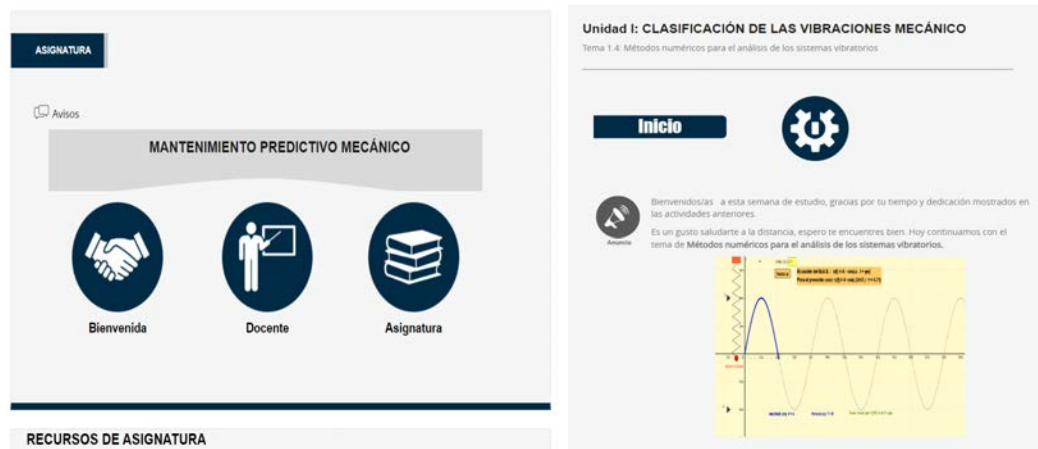 ASIGNATURA
Avisos
MANTENIMIENTO PREDICTIVO MECÁNICO
Bienvenida
Docente
Asignatura
RECURSOS DE ASIGNATURA
Unidad I: CLASIFICACIÓN DE LAS VIBRACIONES MECÁNICO
Tema 1.4: Métodos numéricos para el análisis de los sistemas vibratorios
Inicio
Anuncio
Bienvenidos/as a esta semana de estudio, gracias por tu tiempo y dedicación mostrados en
las actividades anteriores.
Es un gusto saludarte a la distancia, espero te encuentres bien. Hoy continuamos con el
tema de Métodos numéricos para el análisis de los sistemas vibratorios.